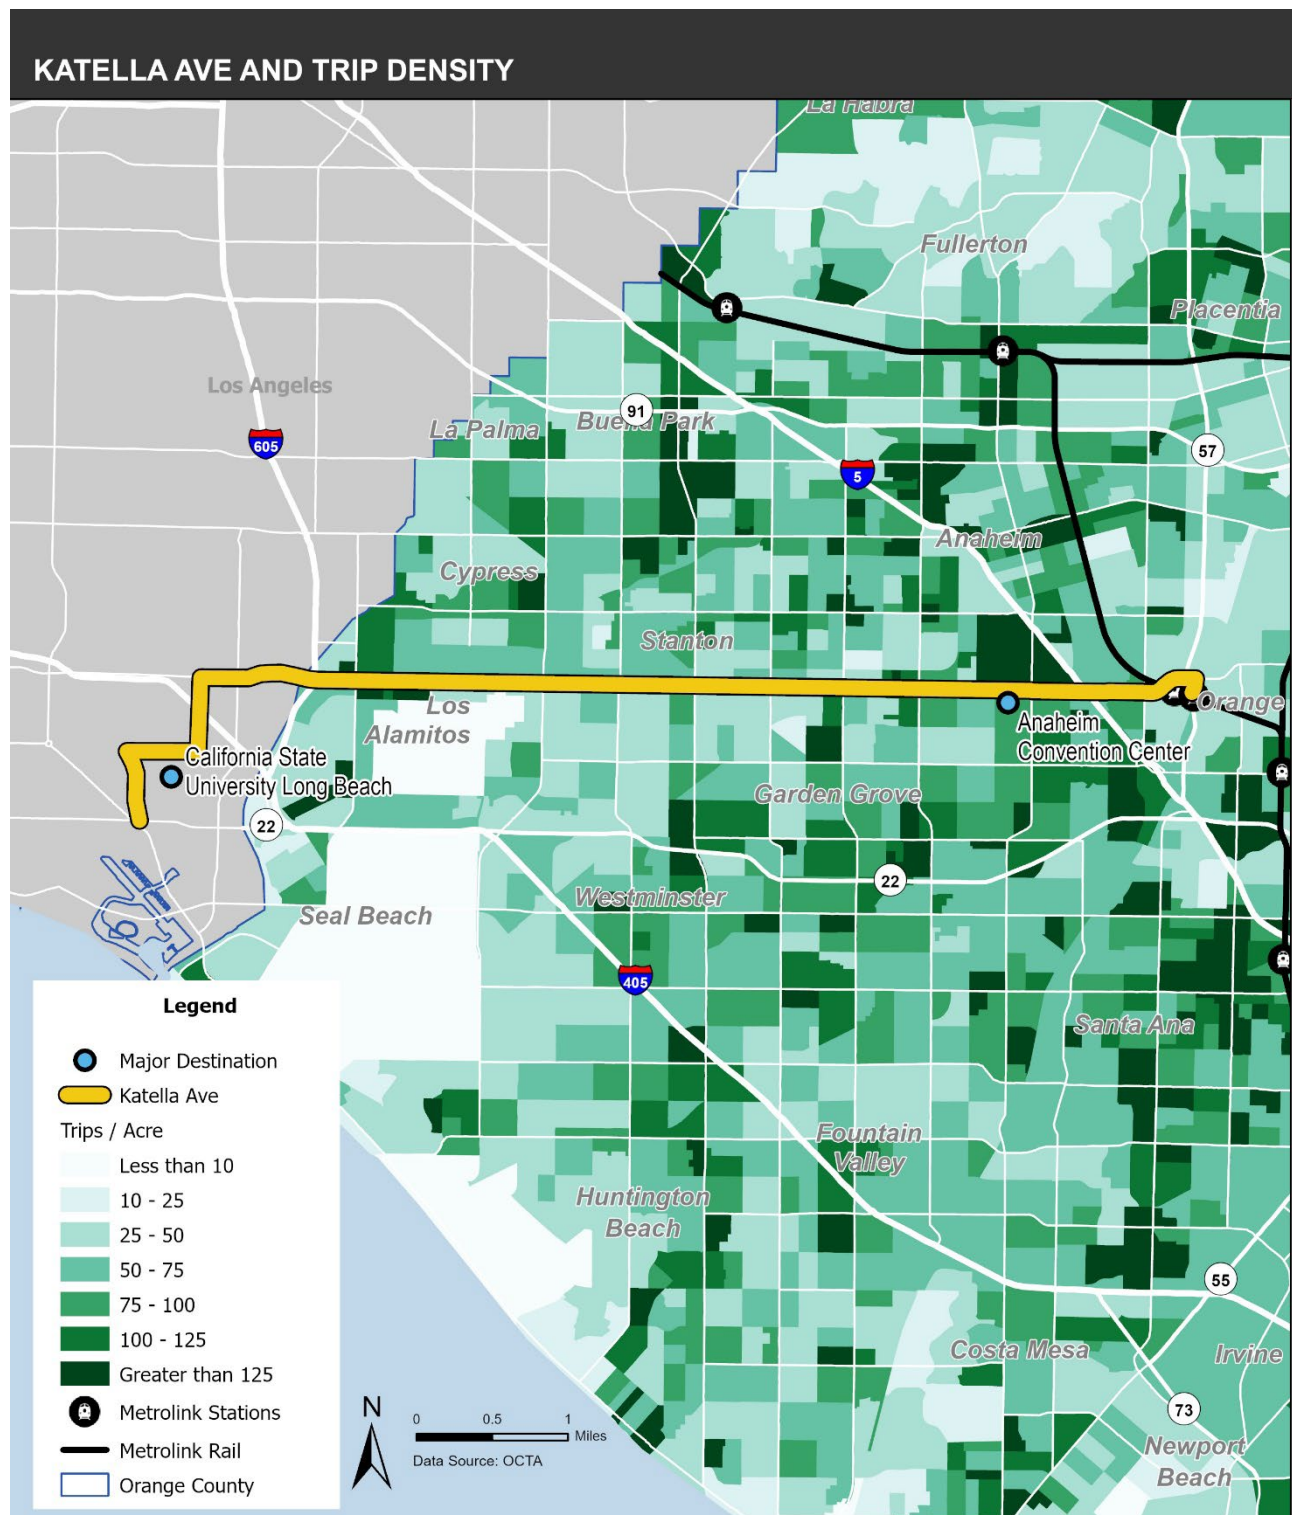 KATELLA AVE AND TRIP DENSITY
La Habra
Fullerton
Placentia
Los Angeles
605
La Palma
Buena Park
91
57
5
Anaheim
Cypress
Stanton
Los
Alamitos
Orange
Anaheim
Convention Center
California State
University Long Beach
Garden Grove
22
22
Westminster
Seal Beach
405
Santa Ana
Fountain
Valley
Huntington
Beach
55
Costa Mesa
Irvine
73
Newport
Beach
Legend
Major Destination
Katella Ave
Trips / Acre
Less than 10
10 - 25
25 - 50
50 - 75
75 - 100
100 - 125
Greater than 125
Metrolink Stations
Metrolink Rail
Orange County
N
0 0.5 1
Miles
Data Source: OCTA